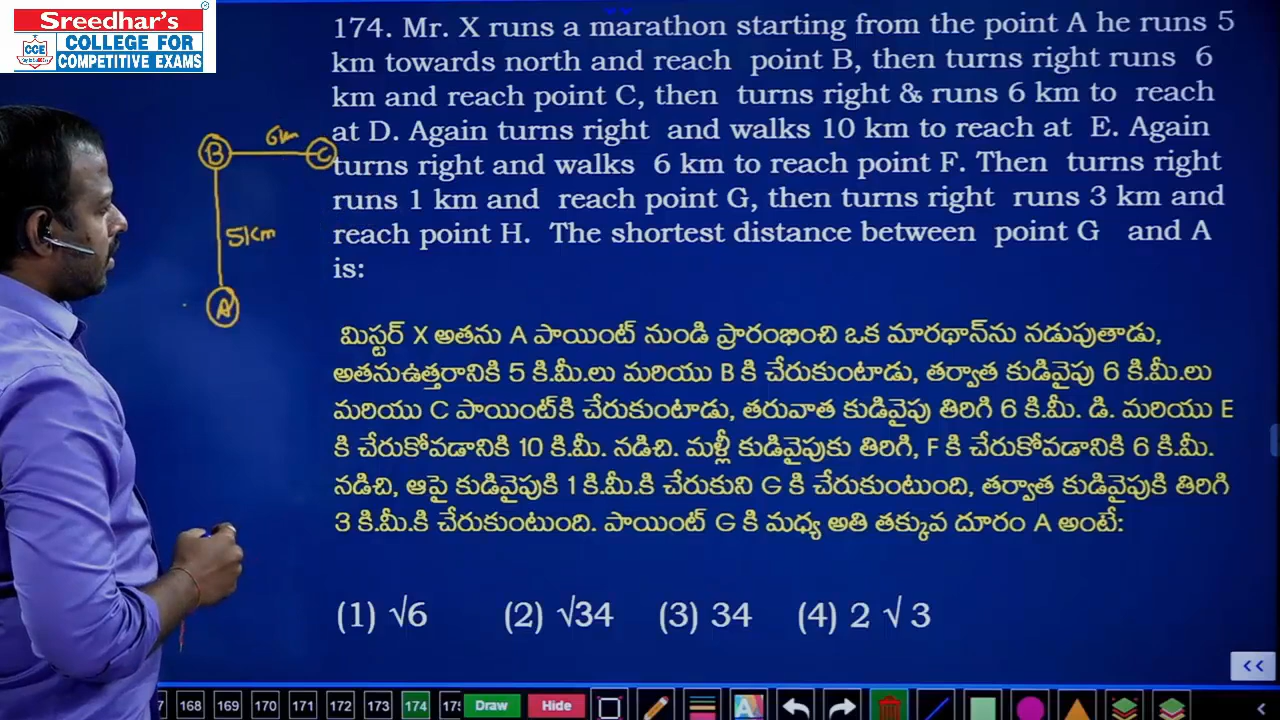 Sreedhar's
CCE
COLLEGE FOR
COMPETITIVE EXAMS
174. Mr. X runs a marathon starting from the point A he runs 5
km towards north and reach point B, then turns right runs 6
km and reach point C, then turns right & runs 6 km to reach
at D. Again turns right and walks 10 km to reach at E. Again
turns right and walks 6 km to reach point F. Then turns right
runs 1 km and reach point G, then turns right runs 3 km and
reach point H. The shortest distance between point G and A
is:
B 6km C
5km
A
మిస్టర్ X అతను A పాయింట్ నుండి ప్రారంభించి ఒక మారథాన్‌ను నడుపుతాడు,
అతనుఉత్తరానికి 5 కి.మీ.లు మరియు B కి చేరుకుంటాడు, తర్వాత కుడివైపు 6 కి.మీ.లు
మరియు C పాయింట్‌కి చేరుకుంటాడు, తరువాత కుడివైపు తిరిగి 6 కి.మీ. డి. మరియు E
కి చేరుకోవడానికి 10 కి.మీ. నడిచి. మళ్లీ కుడివైపుకు తిరిగి, F కి చేరుకోవడానికి 6 కి.మీ.
నడిచి, ఆపై కుడివైపుకి 1 కి.మీ.కి చేరుకుని G కి చేరుకుంటుంది, తర్వాత కుడివైపుకి తిరిగి
3 కి.మీ.కి చేరుకుంటుంది. పాయింట్ G కి మధ్య అతి తక్కువ దూరం A అంటే:
(1) √6 (2) √34 (3) 34 (4) 2 √ 3
<<
7 168 169 170 171 172 173 174 175 Draw Hide A <